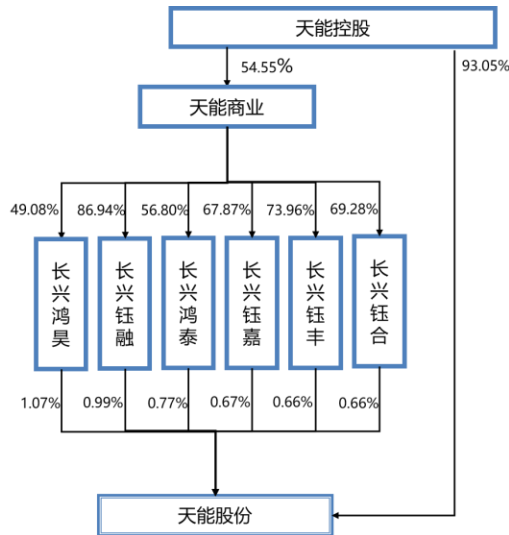 天能控股
54.55%
93.05%
天能商业
49.08% 86.94% 56.80% 67.87% 73.96% 69.28%
长兴鸿昊
长兴钰融
长兴鸿泰
长兴钰嘉
长兴钰丰
长兴钰合
1.07% 0.99% 0.77% 0.67% 0.66% 0.66%
天能股份